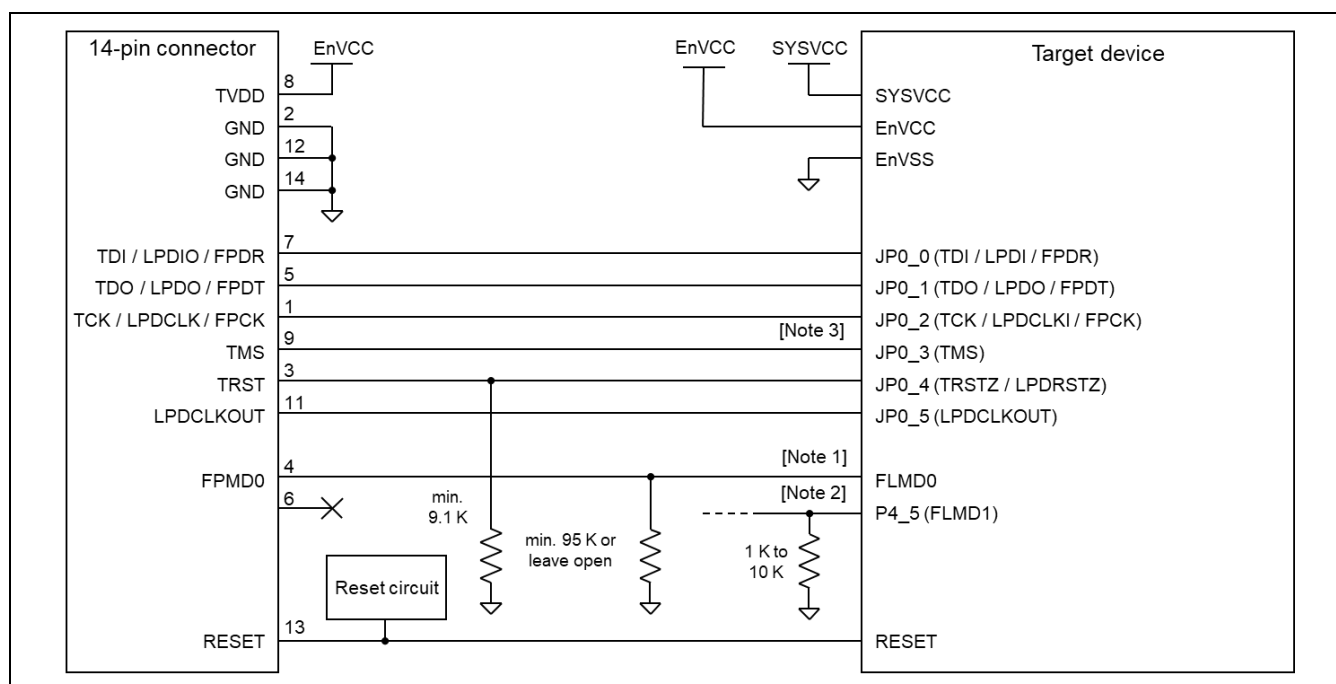 14-pin connector
EnVCC
EnVCC
SYSVCC
Target device
8
TVDD
SYSVCC
2
GND
EnVCC
12
GND
EnVSS
14
GND
7
TDI / LPDIO / FPDR
JP0_0 (TDI / LPDI / FPDR)
5
TDO / LPDO / FPDT
JP0_1 (TDO / LPDO / FPDT)
1
TCK / LPDCLK / FPCK
JP0_2 (TCK / LPDCLKI / FPCK)
9
[Note 3]
TMS
JP0_3 (TMS)
3
TRST
JP0_4 (TRSTZ / LPDRSTZ)
11
LPDCLKOUT
JP0_5 (LPDCLKOUT)
4
[Note 1]
FPMD0
FLMD0
6
[Note 2]
P4_5 (FLMD1)
min.
9.1 K
min. 95 K or
leave open
1 K to
10 K
Reset circuit
13
RESET
RESET